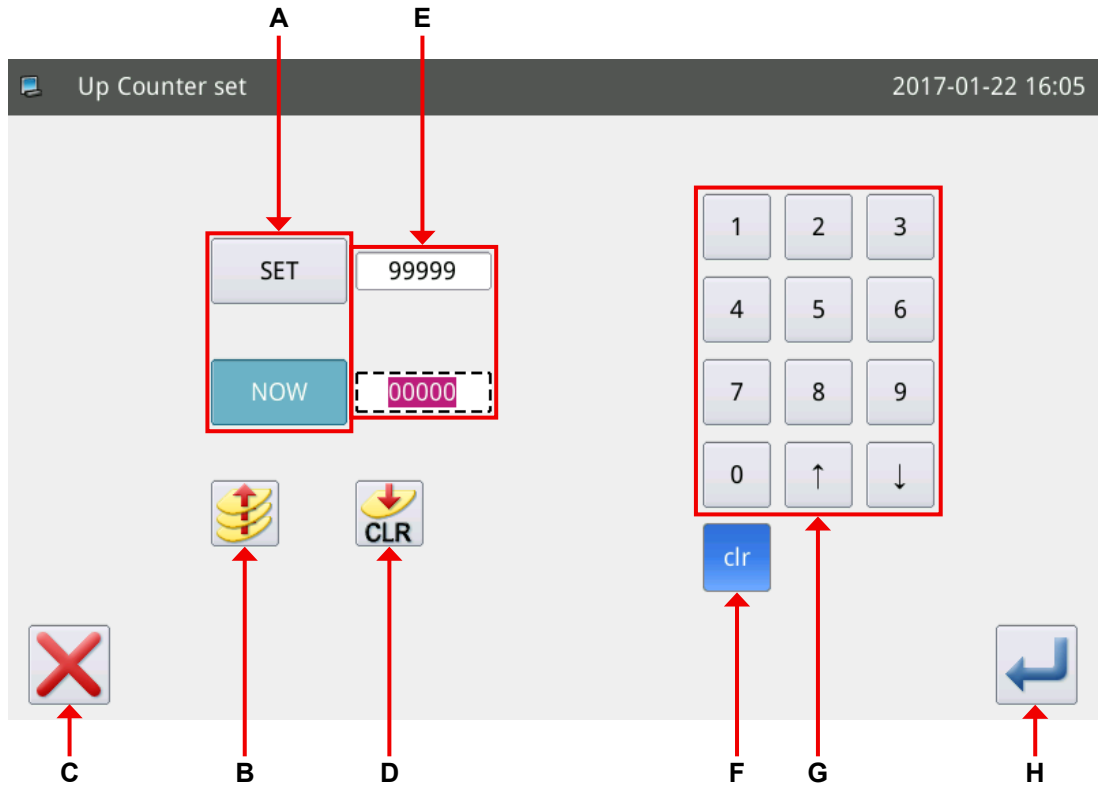 A E
Up Counter set 2017-01-22 16:05
SET 99999
NOW 00000
1 2 3
4 5 6
7 8 9
0 ↑ ↓
CLR
clr
C B D F G H